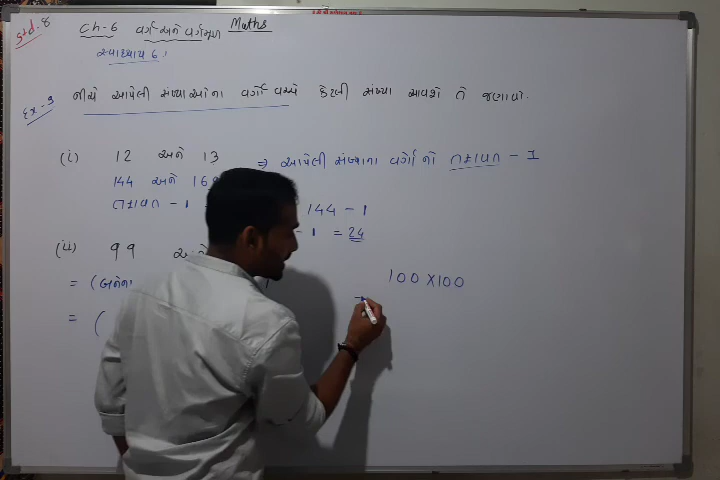 Std. 8
Ch-6 વર્ગ અને વર્ગમૂળ Maths
સ્વાધ્યાય 6.1
Ex-9 નીચે આપેલી સંખ્યાઓના વર્ગો વચ્ચે કેટલી સંખ્યા આવશે તે જણાવો.
(i) 12 અને 13 ⇒ આપેલી સંખ્યાના વર્ગોનો તફાવત - 1
144 અને 169
તફાવત - 1 144 - 1
- 1 = 24
(ii) 99
= (બંનેના
100 X 100
= (